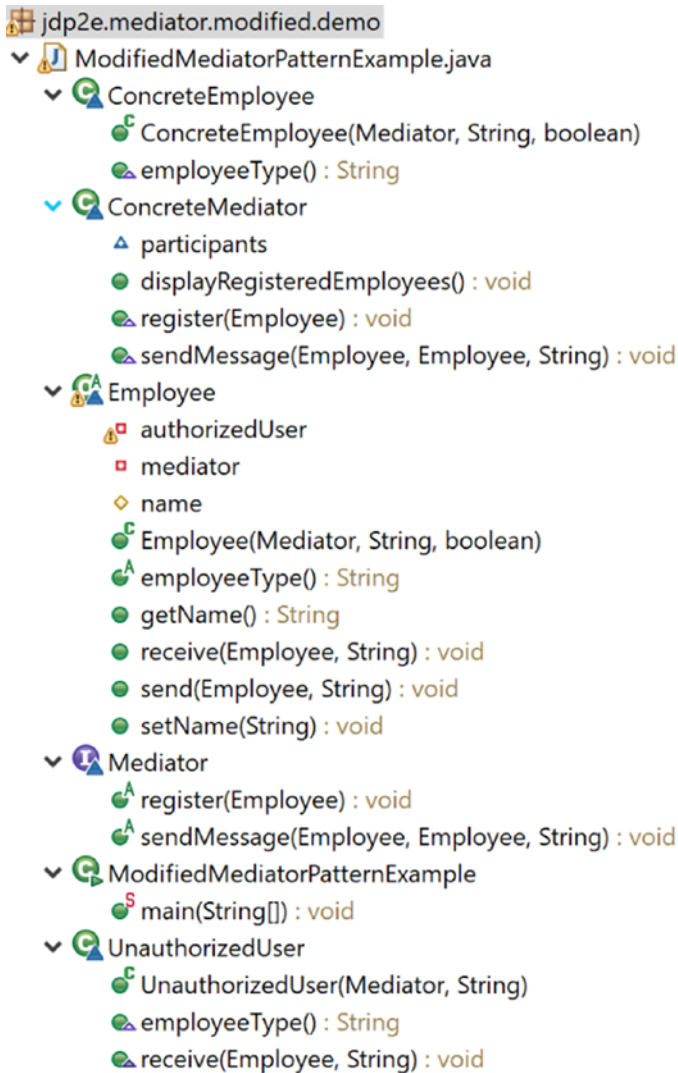 jdp2e.mediator.modified.demo
ModifiedMediatorPatternExample.java
ConcreteEmployee
ConcreteEmployee(Mediator, String, boolean)
employeeType() : String
ConcreteMediator
participants
displayRegisteredEmployees() : void
register(Employee) : void
sendMessage(Employee, Employee, String) : void
Employee
authorizedUser
mediator
name
Employee(Mediator, String, boolean)
employeeType() : String
getName() : String
receive(Employee, String) : void
send(Employee, String) : void
setName(String) : void
Mediator
register(Employee) : void
sendMessage(Employee, Employee, String) : void
ModifiedMediatorPatternExample
main(String[]) : void
UnauthorizedUser
UnauthorizedUser(Mediator, String)
employeeType() : String
receive(Employee, String) : void